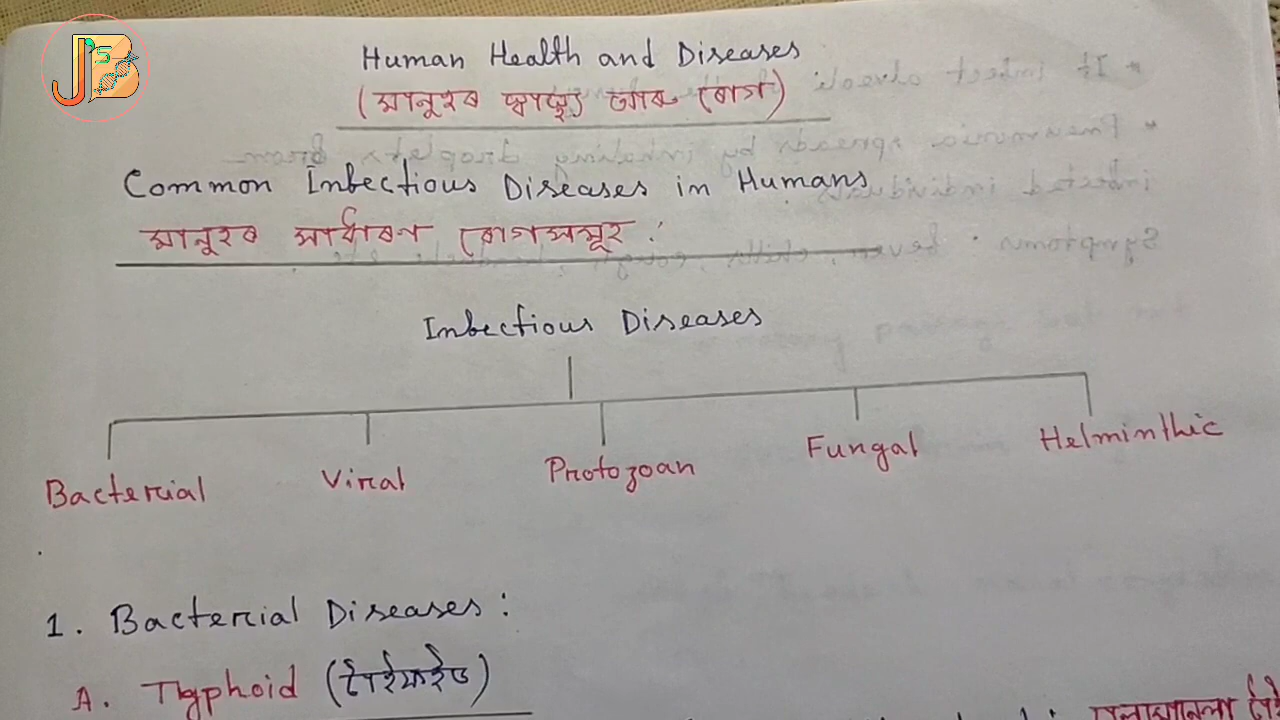 JB
Human Health and Diseases
(মানুহৰ স্বাস্থ্য আৰু ৰোগ)
Common Infectious Diseases in Humans
মানুহৰ সাধাৰণ ৰোগসমূহ :
Infectious Diseases
Bacterial Viral Protozoan Fungal Helminthic
1. Bacterial Diseases :
A. Typhoid (টাইফইড)